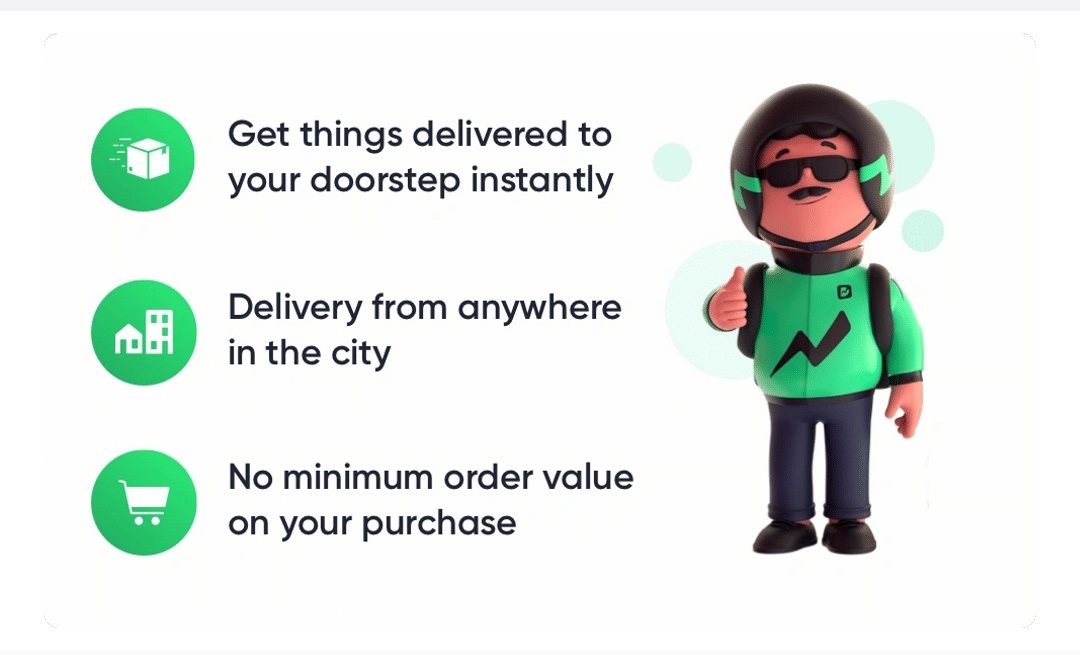 Get things delivered to
your doorstep instantly
Delivery from anywhere
in the city
No minimum order value
on your purchase